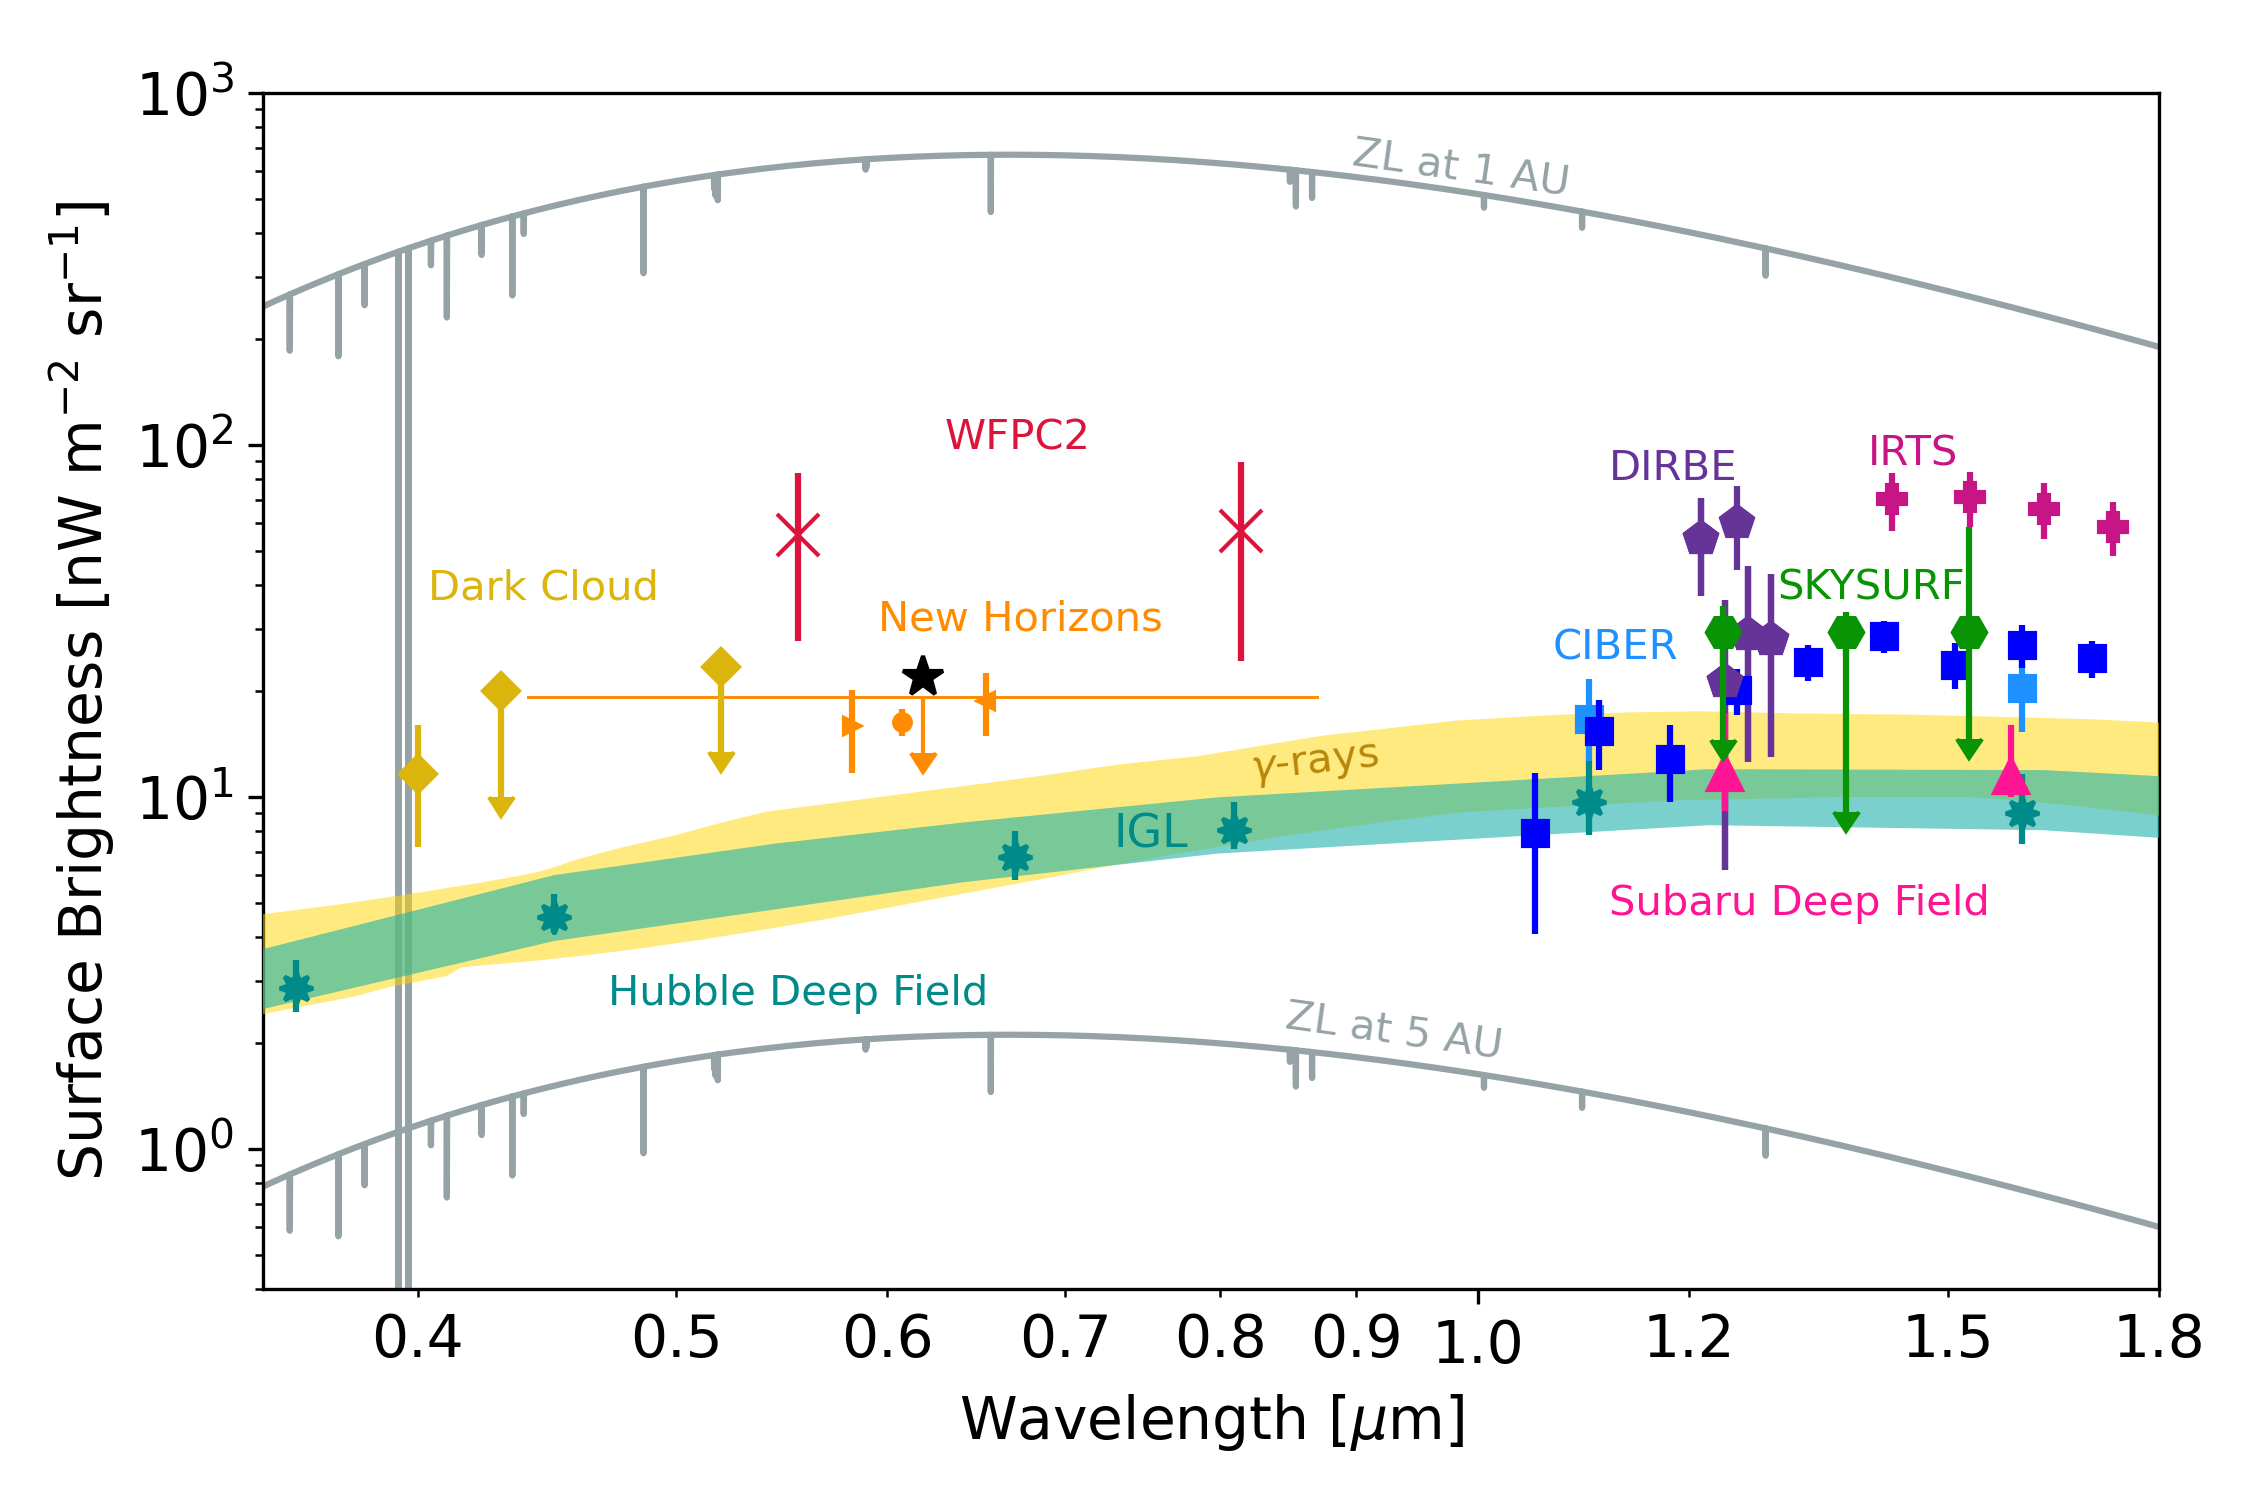 10³
10²
10¹
10⁰
Surface Brightness [nW m⁻² sr⁻¹]
ZL at 1 AU
WFPC2
DIRBE
IRTS
Dark Cloud
SKYSURF
New Horizons
CIBER
γ-rays
IGL
Subaru Deep Field
Hubble Deep Field
ZL at 5 AU
0.4 0.5 0.6 0.7 0.8 0.9 1.0 1.2 1.5 1.8
Wavelength [μm]